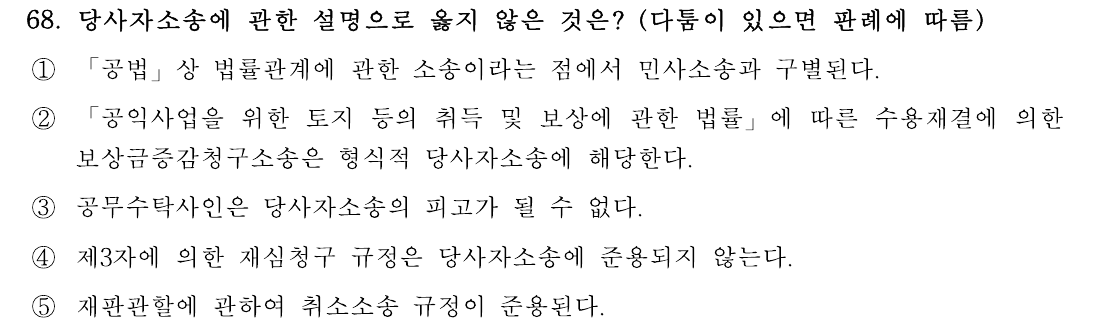 68. 당사자소송에 관한 설명으로 옳지 않은 것은? (다툼이 있으면 판례에 따름)
① 「공법」상 법률관계에 관한 소송이라는 점에서 민사소송과 구별된다.
② 「공익사업을 위한 토지 등의 취득 및 보상에 관한 법률」에 따른 수용재결에 의한
보상금증감청구소송은 형식적 당사자소송에 해당한다.
③ 공무수탁사인은 당사자소송의 피고가 될 수 없다.
④ 제3자에 의한 재심청구 규정은 당사자소송에 준용되지 않는다.
⑤ 재판관할에 관하여 취소소송 규정이 준용된다.